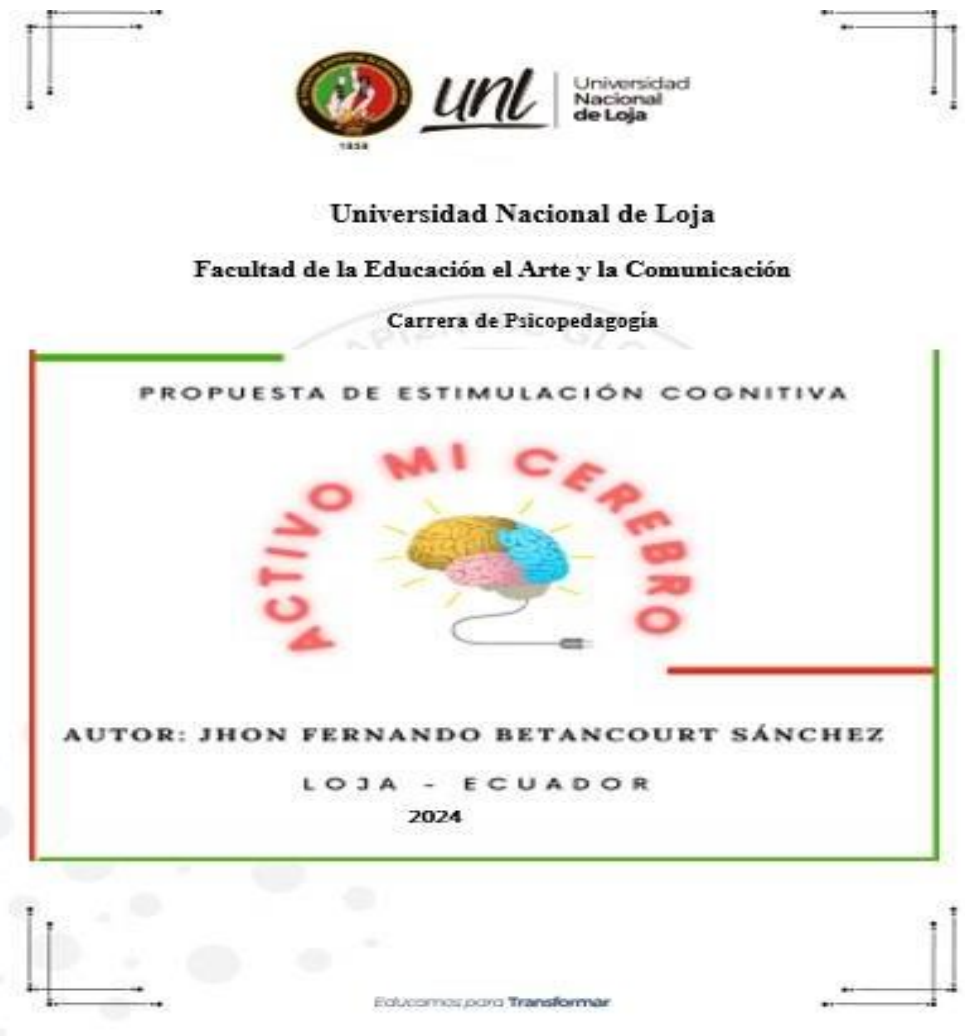 1858
unl
Universidad
Nacional
de Loja
Universidad Nacional de Loja
Facultad de la Educación el Arte y la Comunicación
Carrera de Psicopedagogía
PROPUESTA DE ESTIMULACIÓN COGNITIVA
ACTIVO MI CEREBRO
AUTOR: JHON FERNANDO BETANCOURT SÁNCHEZ
LOJA - ECUADOR
2024
Educamos para Transformar